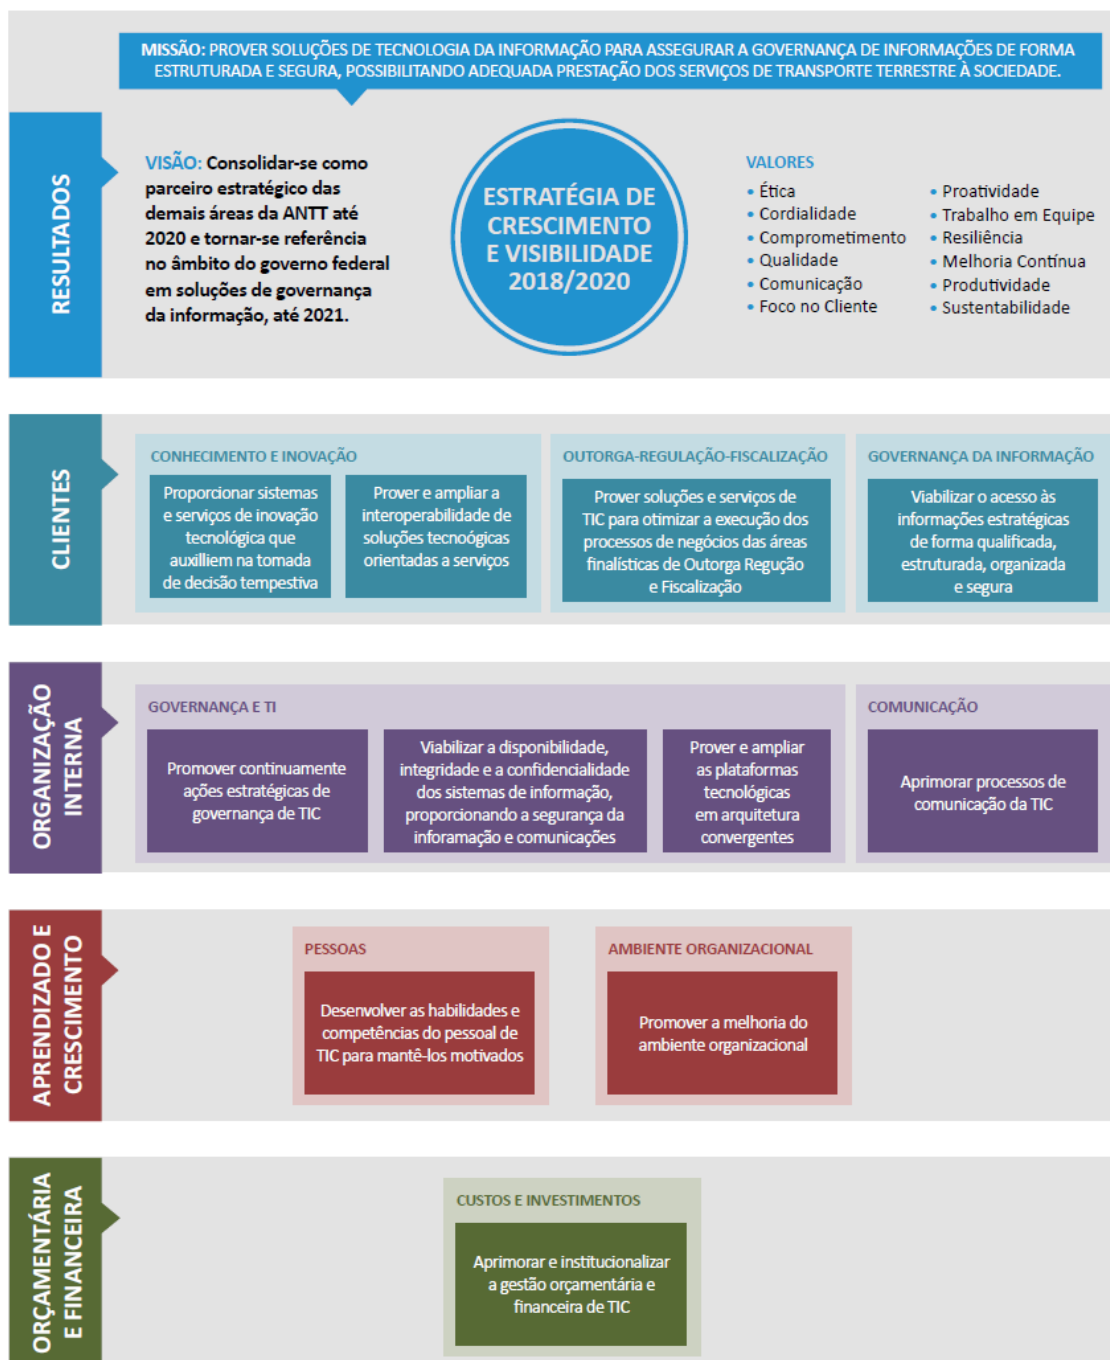 MISSÃO: PROVER SOLUÇÕES DE TECNOLOGIA DA INFORMAÇÃO PARA ASSEGURAR A GOVERNANÇA DE INFORMAÇÕES DE FORMA
ESTRUTURADA E SEGURA, POSSIBILITANDO ADEQUADA PRESTAÇÃO DOS SERVIÇOS DE TRANSPORTE TERRESTRE À SOCIEDADE.
RESULTADOS
VISÃO: Consolidar-se como
parceiro estratégico das
demais áreas da ANTT até
2020 e tornar-se referência
no âmbito do governo federal
em soluções de governança
da informação, até 2021.
ESTRATÉGIA DE
CRESCIMENTO
E VISIBILIDADE
2018/2020
VALORES
• Ética
• Cordialidade
• Comprometimento
• Qualidade
• Comunicação
• Foco no Cliente
• Proatividade
• Trabalho em Equipe
• Resiliência
• Melhoria Contínua
• Produtividade
• Sustentabilidade
CLIENTES
CONHECIMENTO E INOVAÇÃO
Proporcionar sistemas
e serviços de inovação
tecnológica que
auxilliem na tomada
de decisão tempestiva
Prover e ampliar a
interoperabilidade de
soluções tecnoógicas
orientadas a serviços
OUTORGA-REGULAÇÃO-FISCALIZAÇÃO
Prover soluções e serviços de
TIC para otimizar a execução dos
processos de negócios das áreas
finalísticas de Outorga Regução
e Fiscalização
GOVERNANÇA DA INFORMAÇÃO
Viabilizar o acesso às
informações estratégicas
de forma qualificada,
estruturada, organizada
e segura
ORGANIZAÇÃO
INTERNA
GOVERNANÇA E TI
Promover continuamente
ações estratégicas de
governança de TIC
Viabilizar a disponibilidade,
integridade e a confidencialidade
dos sistemas de informação,
proporcionando a segurança da
inforamação e comunicações
Prover e ampliar
as plataformas
tecnológicas
em arquitetura
convergentes
COMUNICAÇÃO
Aprimorar processos de
comunicação da TIC
APRENDIZADO E
CRESCIMENTO
PESSOAS
Desenvolver as habilidades e
competências do pessoal de
TIC para mantê-los motivados
AMBIENTE ORGANIZACIONAL
Promover a melhoria do
ambiente organizacional
ORÇAMENTÁRIA
E FINANCEIRA
CUSTOS E INVESTIMENTOS
Aprimorar e institucionalizar
a gestão orçamentária e
financeira de TIC